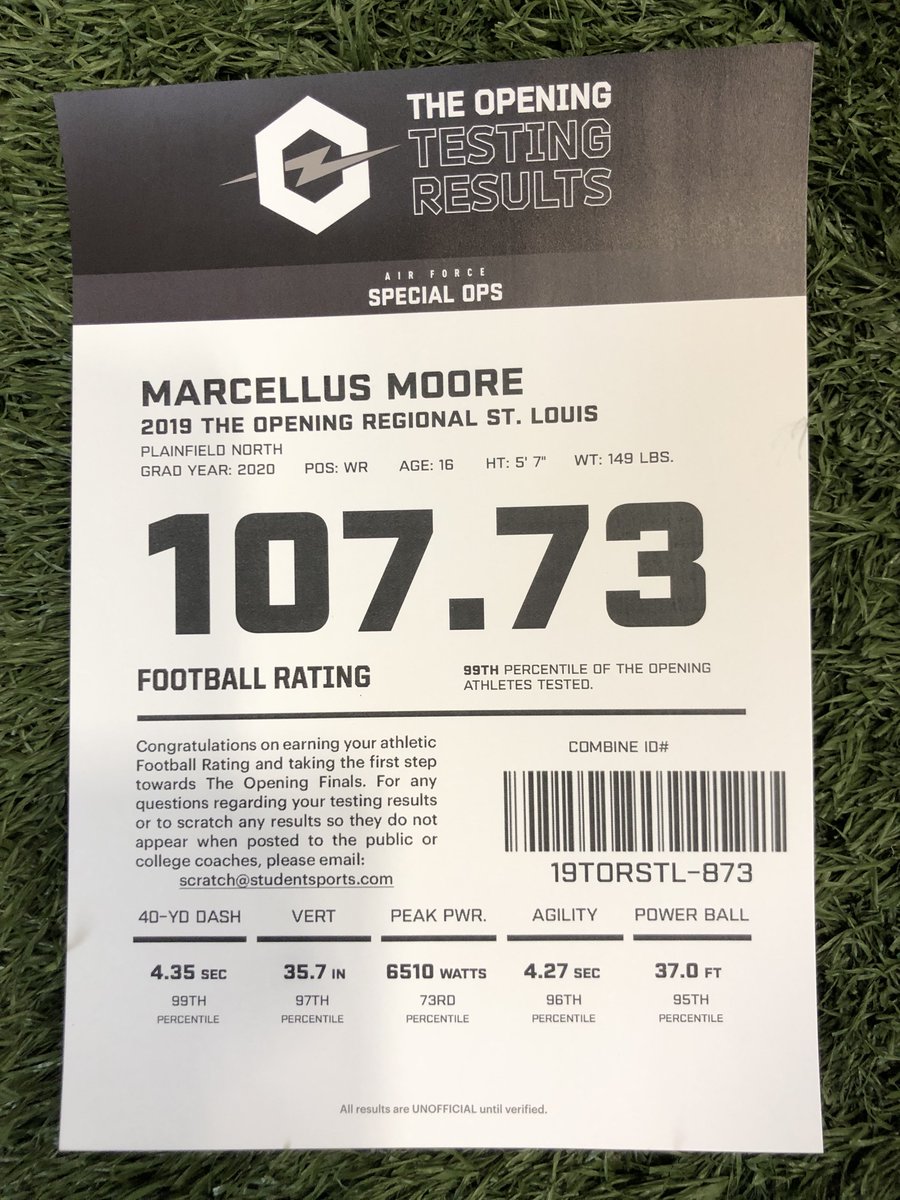 THE OPENING
TESTING
RESULTS
AIR FORCE
SPECIAL OPS
MARCELLUS MOORE
2019 THE OPENING REGIONAL ST. LOUIS
PLAINFIELD NORTH
GRAD YEAR: 2020 POS: WR AGE: 16 HT: 5' 7" WT: 149 LBS.
107.73
FOOTBALL RATING
99TH PERCENTILE OF THE OPENING
ATHLETES TESTED.
Congratulations on earning your athletic
Football Rating and taking the first step
towards The Opening Finals. For any
questions regarding your testing results
or to scratch any results so they do not
appear when posted to the public or
college coaches, please email:
scratch@studentsports.com
COMBINE ID#
19TORSTL-873
40-YD DASH VERT PEAK PWR. AGILITY POWER BALL
4.35 SEC 35.7 IN 6510 WATTS 4.27 SEC 37.0 FT
99TH 97TH 73RD 96TH 95TH
PERCENTILE PERCENTILE PERCENTILE PERCENTILE PERCENTILE
All results are UNOFFICIAL until verified.